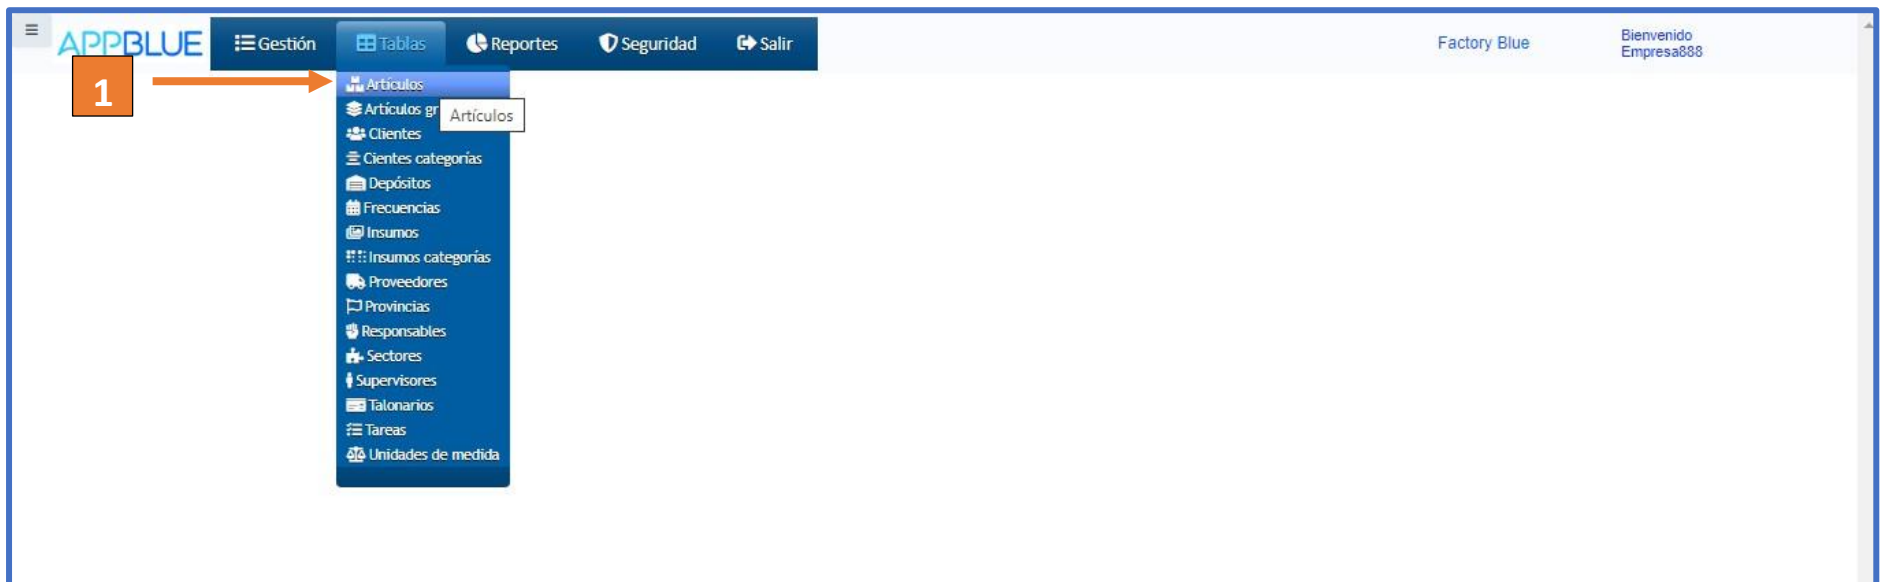 APPBLUE
Gestión
Tablas
Reportes
Seguridad
Salir
Factory Blue
Bienvenido
Empresa888
1
Artículos
Artículos gr
Artículos
Clientes
Cientes categorías
Depósitos
Frecuencias
Insumos
Insumos categorías
Proveedores
Provincias
Responsables
Sectores
Supervisores
Talonarios
Tareas
Unidades de medida